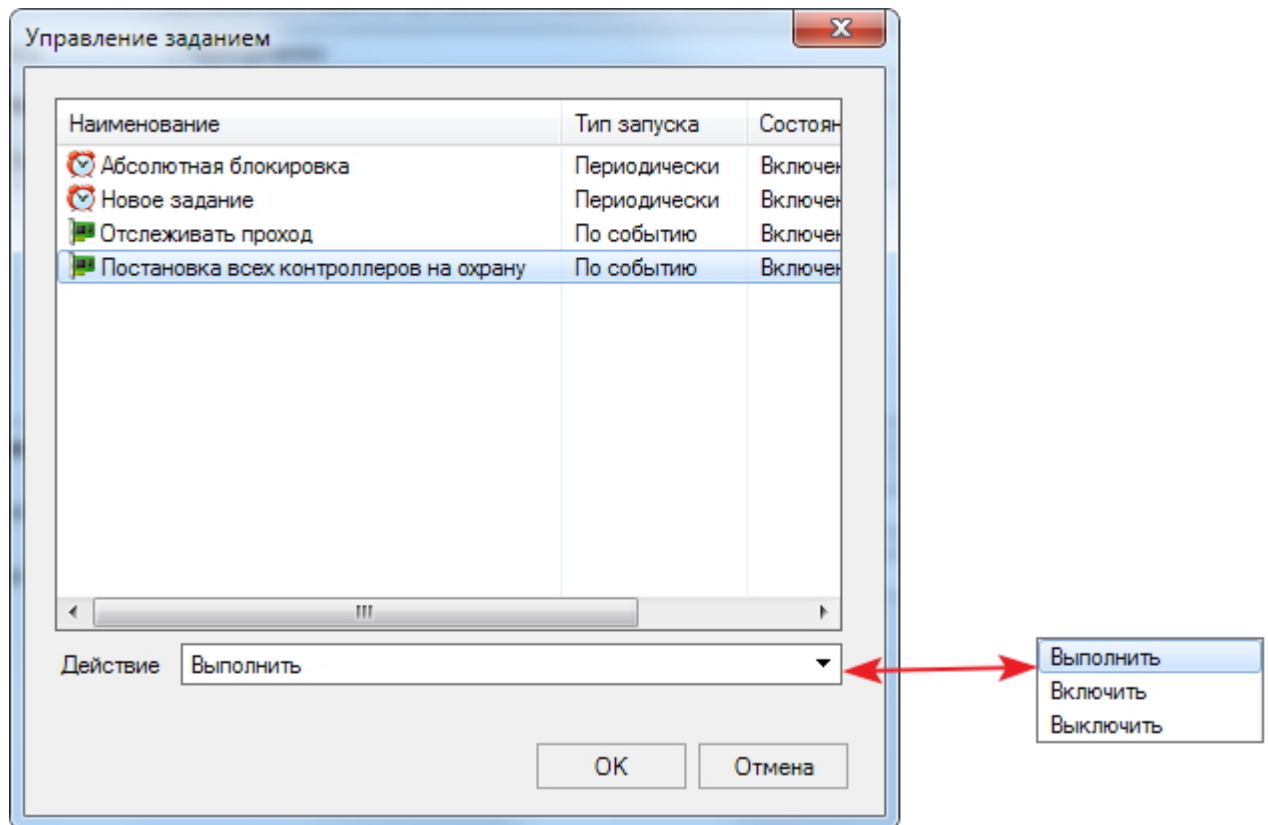 Управление заданием
Наименование Тип запуска Состоян
Абсолютная блокировка Периодически Включен
Новое задание Периодически Включен
Отслеживать проход По событию Включен
Постановка всех контроллеров на охрану По событию Включен
Действие Выполнить
Выполнить
Включить
Выключить
OK Отмена